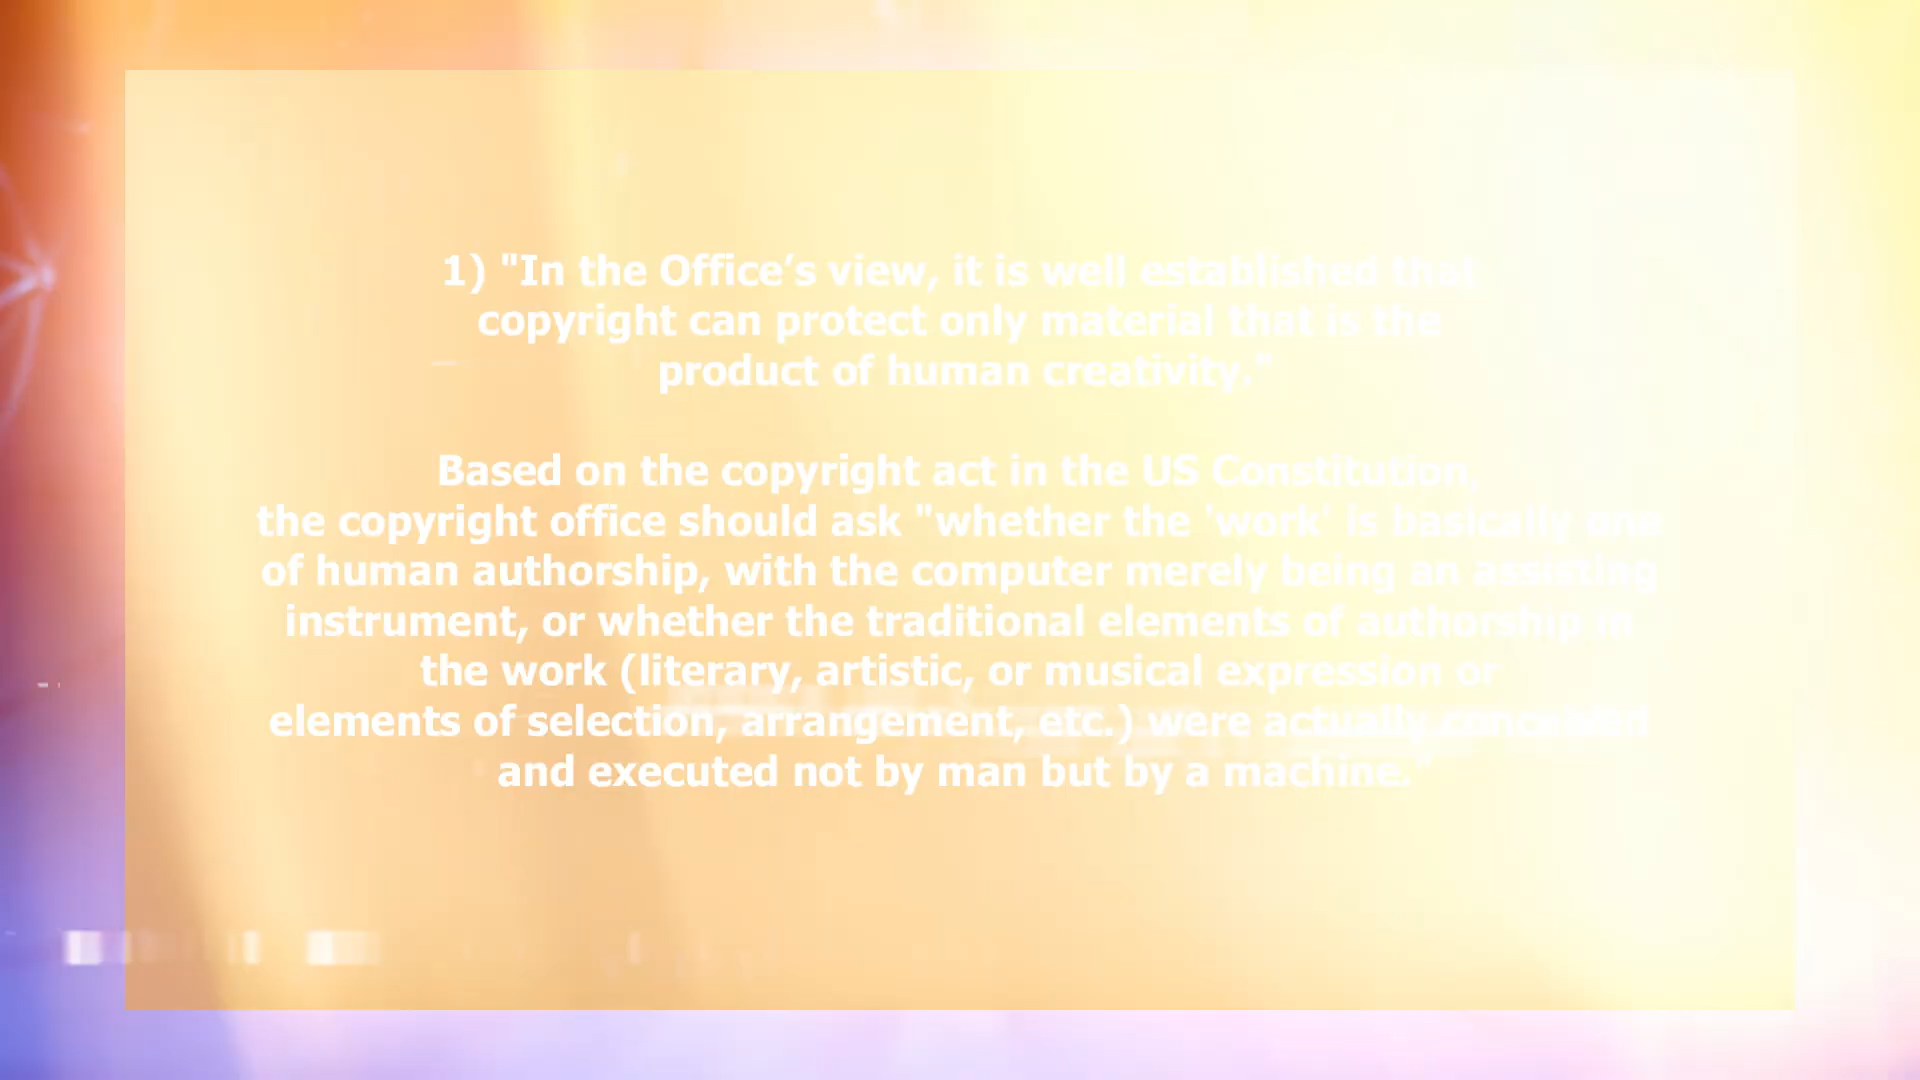 1) "In the Office’s view, it is well established that
copyright can protect only material that is the
product of human creativity."
Based on the copyright act in the US Constitution,
the copyright office should ask "whether the 'work' is basically one
of human authorship, with the computer merely being an assisting
instrument, or whether the traditional elements of authorship in
the work (literary, artistic, or musical expression or
elements of selection, arrangement, etc.) were actually conceived
and executed not by man but by a machine."